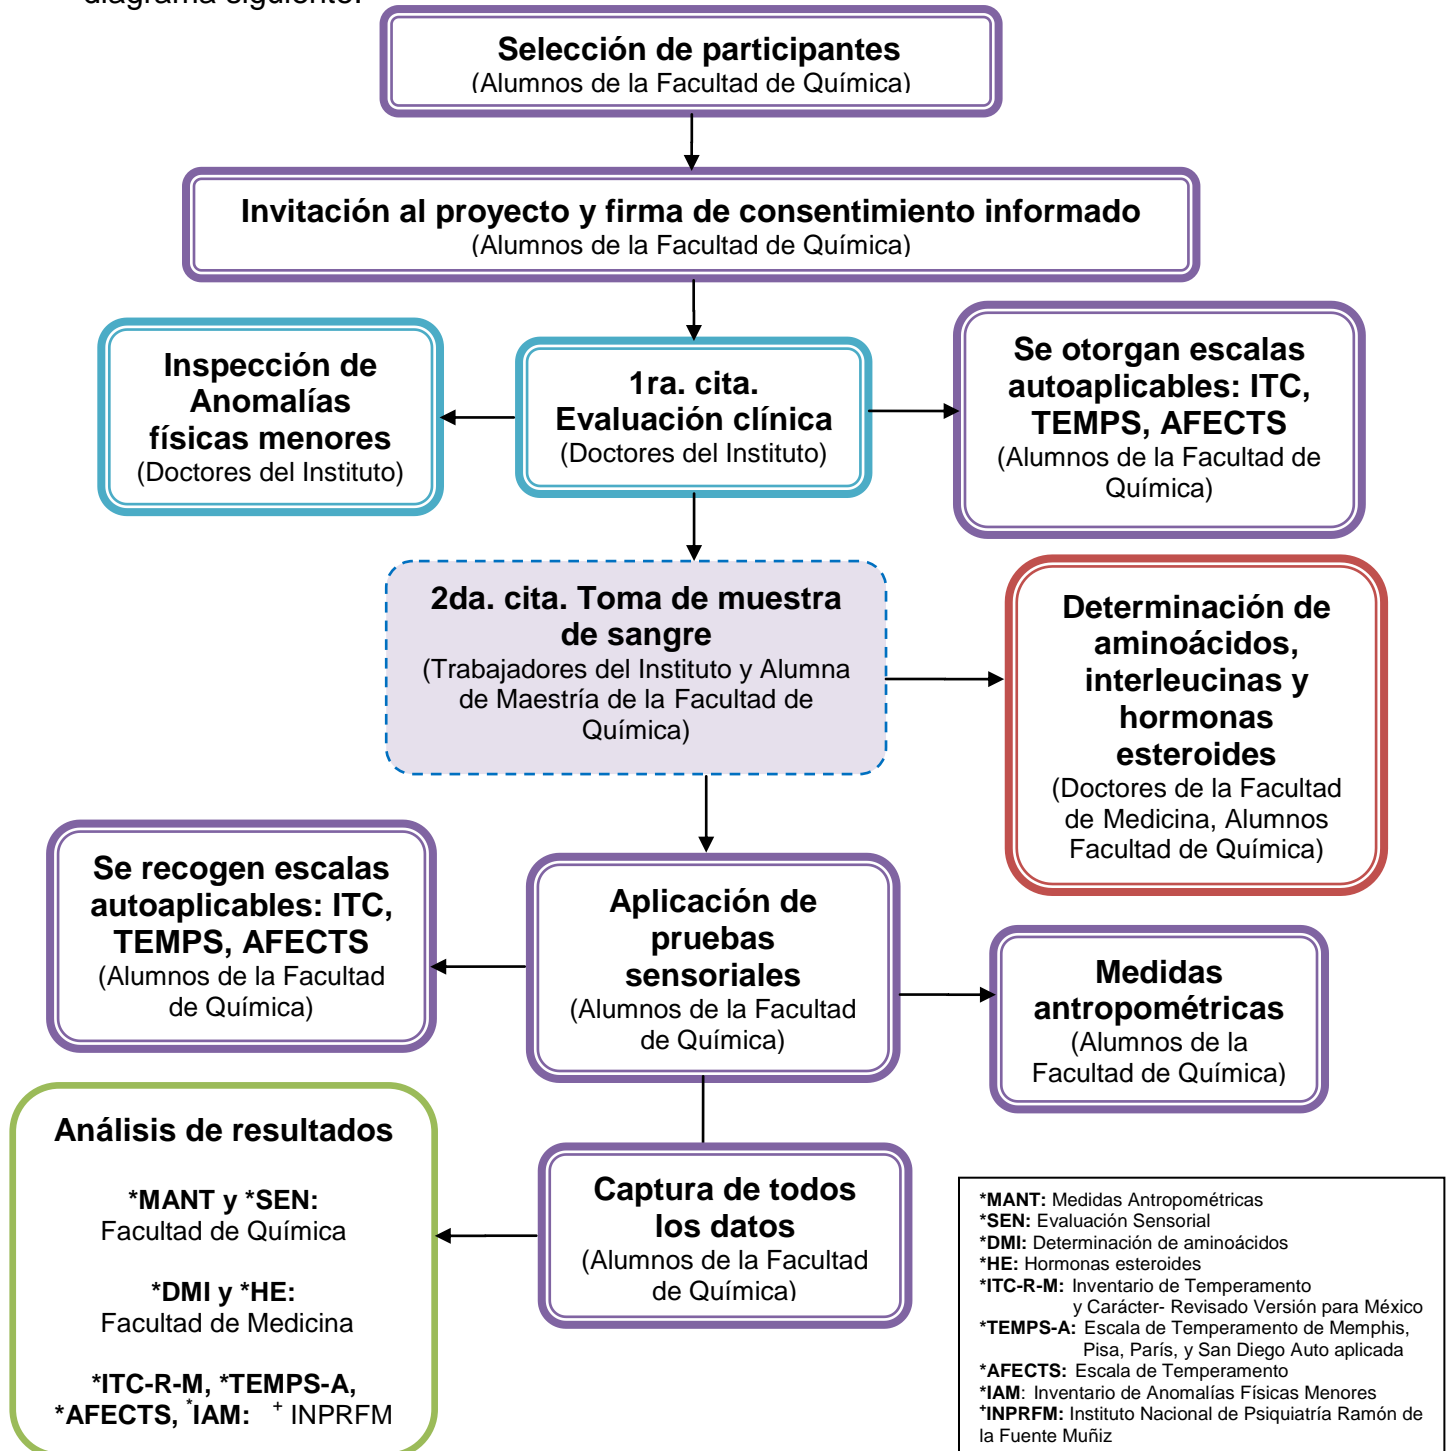 diagrama siguiente.
Selección de participantes
(Alumnos de la Facultad de Química)
Invitación al proyecto y firma de consentimiento informado
(Alumnos de la Facultad de Química)
Inspección de
Anomalías
físicas menores
(Doctores del Instituto)
1ra. cita.
Evaluación clínica
(Doctores del Instituto)
Se otorgan escalas
autoaplicables: ITC,
TEMPS, AFECTS
(Alumnos de la Facultad de
Química)
2da. cita. Toma de muestra
de sangre
(Trabajadores del Instituto y Alumna
de Maestría de la Facultad de
Química)
Determinación de
aminoácidos,
interleucinas y
hormonas
esteroides
(Doctores de la Facultad
de Medicina, Alumnos
Facultad de Química)
Se recogen escalas
autoaplicables: ITC,
TEMPS, AFECTS
(Alumnos de la Facultad
de Química)
Aplicación de
pruebas
sensoriales
(Alumnos de la Facultad
de Química)
Medidas
antropométricas
(Alumnos de la
Facultad de Química)
Análisis de resultados
*MANT y *SEN:
Facultad de Química
*DMI y *HE:
Facultad de Medicina
*ITC-R-M, *TEMPS-A,
*AFECTS, *IAM: + INPRFM
Captura de todos
los datos
(Alumnos de la Facultad
de Química)
*MANT: Medidas Antropométricas
*SEN: Evaluación Sensorial
*DMI: Determinación de aminoácidos
*HE: Hormonas esteroides
*ITC-R-M: Inventario de Temperamento
y Carácter- Revisado Versión para México
*TEMPS-A: Escala de Temperamento de Memphis,
Pisa, París, y San Diego Auto aplicada
*AFECTS: Escala de Temperamento
*IAM: Inventario de Anomalías Físicas Menores
+INPRFM: Instituto Nacional de Psiquiatría Ramón de
la Fuente Muñiz